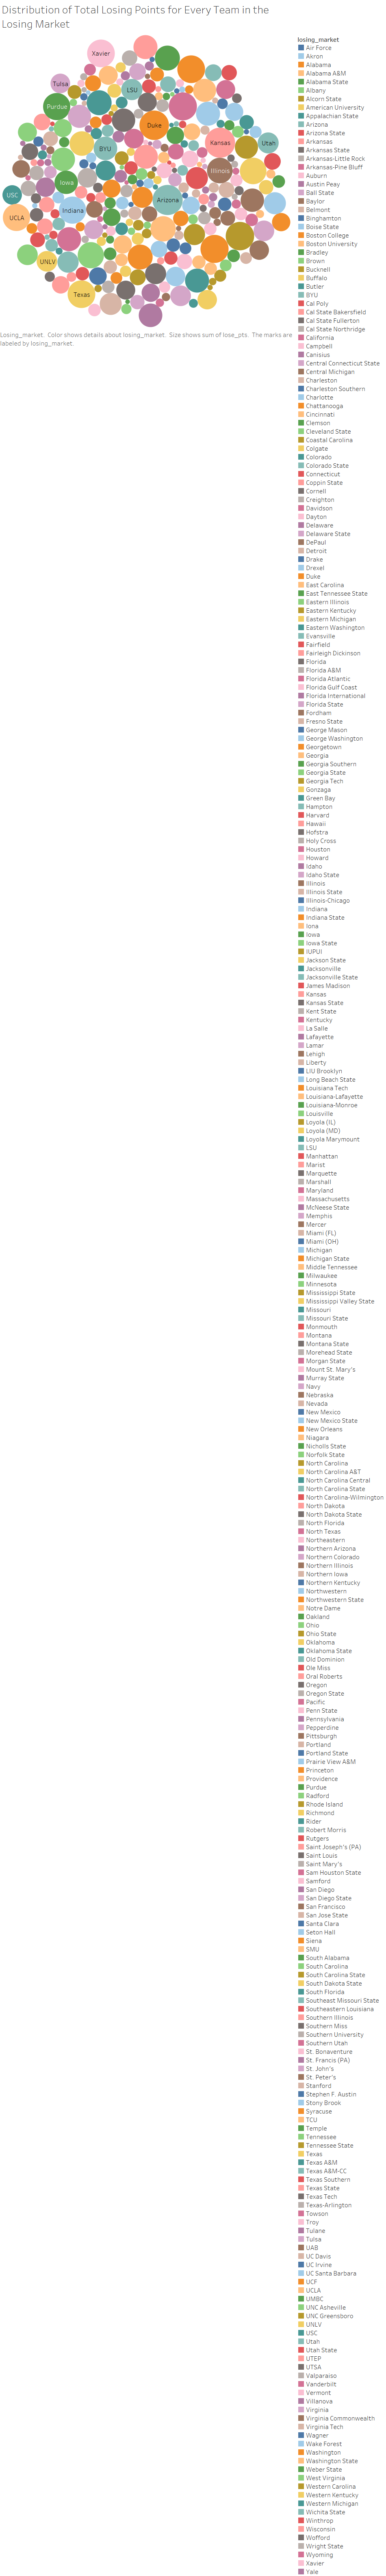 Distribution of Total Losing Points for Every Team in the
Losing Market
Xavier
Tulsa
LSU
Purdue
Duke
Kansas
Utah
BYU
Illinois
Iowa
USC
Arizona
Indiana
UCLA
UNLV
Texas
Losing_market.  Color shows details about losing_market.  Size shows sum of lose_pts.  The marks are
labeled by losing_market.
losing_market
Air Force
Akron
Alabama
Alabama A&M
Alabama State
Albany
Alcorn State
American University
Appalachian State
Arizona
Arizona State
Arkansas
Arkansas State
Arkansas-Little Rock
Arkansas-Pine Bluff
Auburn
Austin Peay
Ball State
Baylor
Belmont
Binghamton
Boise State
Boston College
Boston University
Bradley
Brown
Bucknell
Buffalo
Butler
BYU
Cal Poly
Cal State Bakersfield
Cal State Fullerton
Cal State Northridge
California
Campbell
Canisius
Central Connecticut State
Central Michigan
Charleston
Charleston Southern
Charlotte
Chattanooga
Cincinnati
Clemson
Cleveland State
Coastal Carolina
Colgate
Colorado
Colorado State
Connecticut
Coppin State
Cornell
Creighton
Davidson
Dayton
Delaware
Delaware State
DePaul
Detroit
Drake
Drexel
Duke
East Carolina
East Tennessee State
Eastern Illinois
Eastern Kentucky
Eastern Michigan
Eastern Washington
Evansville
Fairfield
Fairleigh Dickinson
Florida
Florida A&M
Florida Atlantic
Florida Gulf Coast
Florida International
Florida State
Fordham
Fresno State
George Mason
George Washington
Georgetown
Georgia
Georgia Southern
Georgia State
Georgia Tech
Gonzaga
Green Bay
Hampton
Harvard
Hawaii
Hofstra
Holy Cross
Houston
Howard
Idaho
Idaho State
Illinois
Illinois State
Illinois-Chicago
Indiana
Indiana State
Iona
Iowa
Iowa State
IUPUI
Jackson State
Jacksonville
Jacksonville State
James Madison
Kansas
Kansas State
Kent State
Kentucky
La Salle
Lafayette
Lamar
Lehigh
Liberty
LIU Brooklyn
Long Beach State
Louisiana Tech
Louisiana-Lafayette
Louisiana-Monroe
Louisville
Loyola (IL)
Loyola (MD)
Loyola Marymount
LSU
Manhattan
Marist
Marquette
Marshall
Maryland
Massachusetts
McNeese State
Memphis
Mercer
Miami (FL)
Miami (OH)
Michigan
Michigan State
Middle Tennessee
Milwaukee
Minnesota
Mississippi State
Mississippi Valley State
Missouri
Missouri State
Monmouth
Montana
Montana State
Morehead State
Morgan State
Mount St. Mary's
Murray State
Navy
Nebraska
Nevada
New Mexico
New Mexico State
New Orleans
Niagara
Nicholls State
Norfolk State
North Carolina
North Carolina A&T
North Carolina Central
North Carolina State
North Carolina-Wilmington
North Dakota
North Dakota State
North Florida
North Texas
Northeastern
Northern Arizona
Northern Colorado
Northern Illinois
Northern Iowa
Northern Kentucky
Northwestern
Northwestern State
Notre Dame
Oakland
Ohio
Ohio State
Oklahoma
Oklahoma State
Old Dominion
Ole Miss
Oral Roberts
Oregon
Oregon State
Pacific
Penn State
Pennsylvania
Pepperdine
Pittsburgh
Portland
Portland State
Prairie View A&M
Princeton
Providence
Purdue
Radford
Rhode Island
Richmond
Rider
Robert Morris
Rutgers
Saint Joseph's (PA)
Saint Louis
Saint Mary's
Sam Houston State
Samford
San Diego
San Diego State
San Francisco
San Jose State
Santa Clara
Seton Hall
Siena
SMU
South Alabama
South Carolina
South Carolina State
South Dakota State
South Florida
Southeast Missouri State
Southeastern Louisiana
Southern Illinois
Southern Miss
Southern University
Southern Utah
St. Bonaventure
St. Francis (PA)
St. John's
St. Peter's
Stanford
Stephen F. Austin
Stony Brook
Syracuse
TCU
Temple
Tennessee
Tennessee State
Texas
Texas A&M
Texas A&M-CC
Texas Southern
Texas State
Texas Tech
Texas-Arlington
Towson
Troy
Tulane
Tulsa
UAB
UC Davis
UC Irvine
UC Santa Barbara
UCF
UCLA
UMBC
UNC Asheville
UNC Greensboro
UNLV
USC
Utah
Utah State
UTEP
UTSA
Valparaiso
Vanderbilt
Vermont
Villanova
Virginia
Virginia Commonwealth
Virginia Tech
Wagner
Wake Forest
Washington
Washington State
Weber State
West Virginia
Western Carolina
Western Kentucky
Western Michigan
Wichita State
Winthrop
Wisconsin
Wofford
Wright State
Wyoming
Xavier
Yale